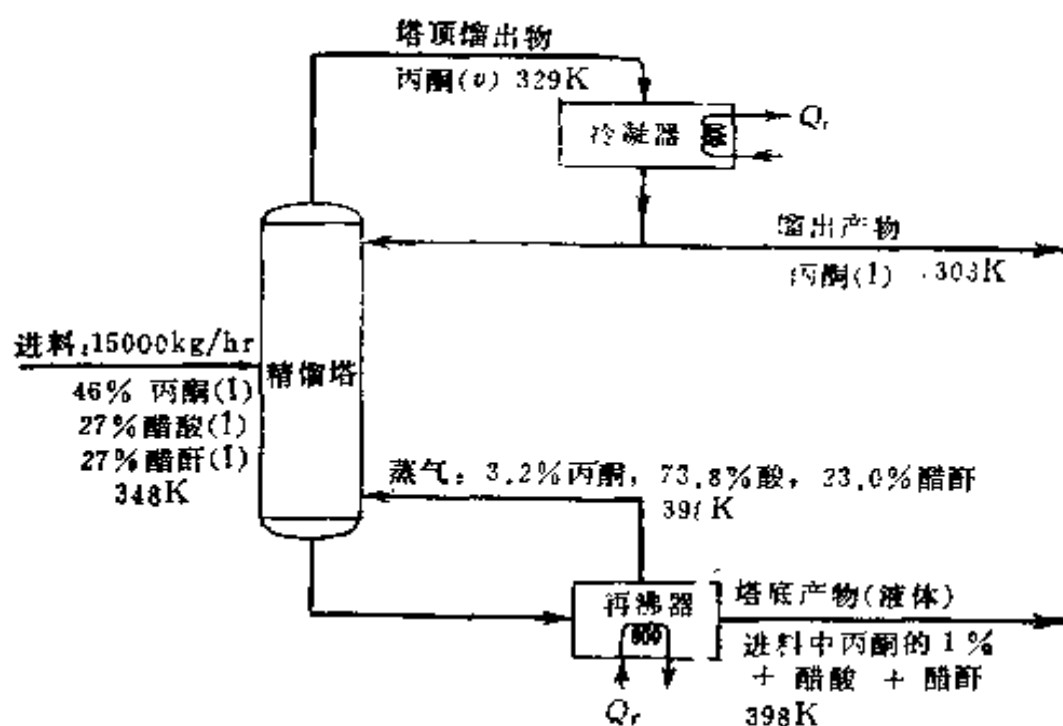 塔顶馏出物
丙酮(v) 329K
冷凝器
馏出产物
丙酮(l) 303K
进料:15000kg/hr
46% 丙酮(l)
27%醋酸(l)
27%醋酐(l)
348K
精馏塔
蒸气: 3.2%丙酮, 73.8%酸, 23.0%醋酐
再沸器
塔底产物(液体)
进料中丙酮的1%
+ 醋酸 + 醋酐
398K
Qr